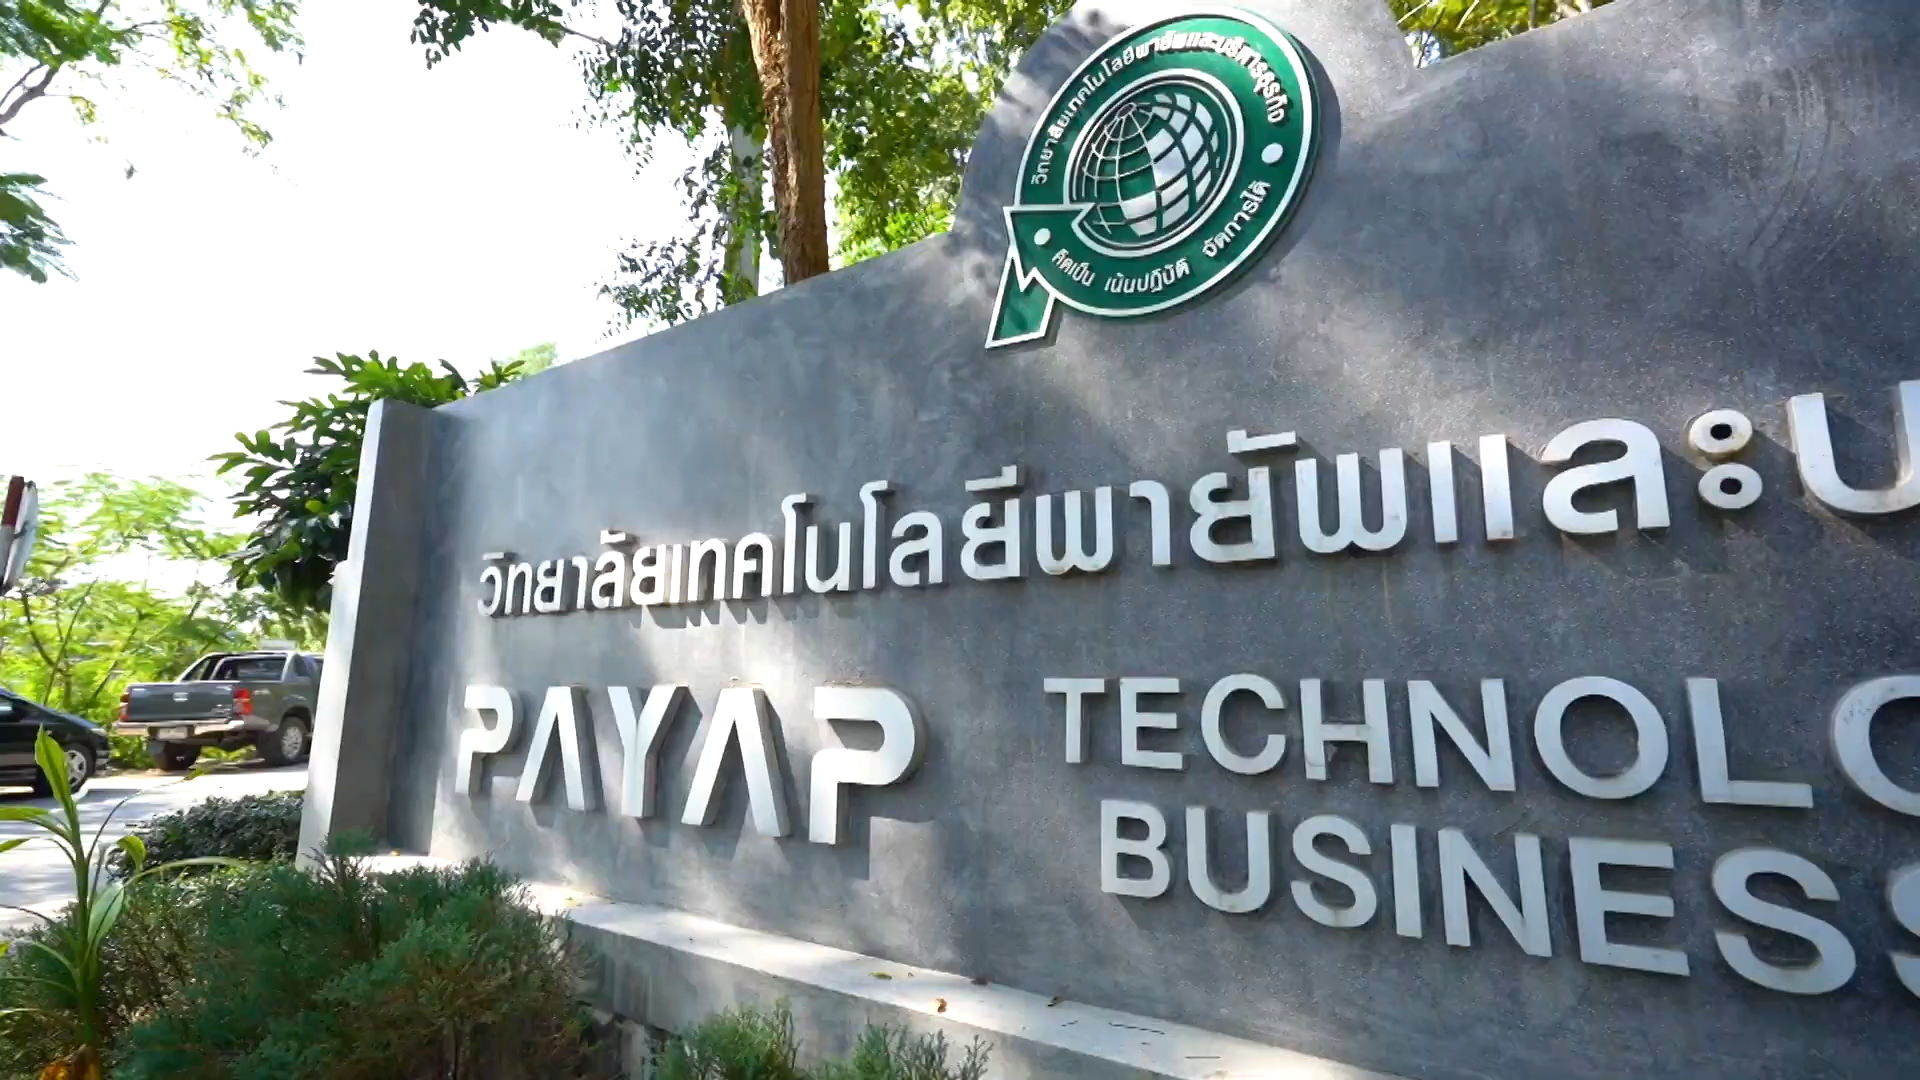 วิทยาลัยเทคโนโลยีพายัพและบริหารธุรกิจ
คิดเป็น เน้นปฏิบัติ จัดการได้
วิทยาลัยเทคโนโลยีพายัพและบ
PAYAP
TECHNOLO
BUSINESS